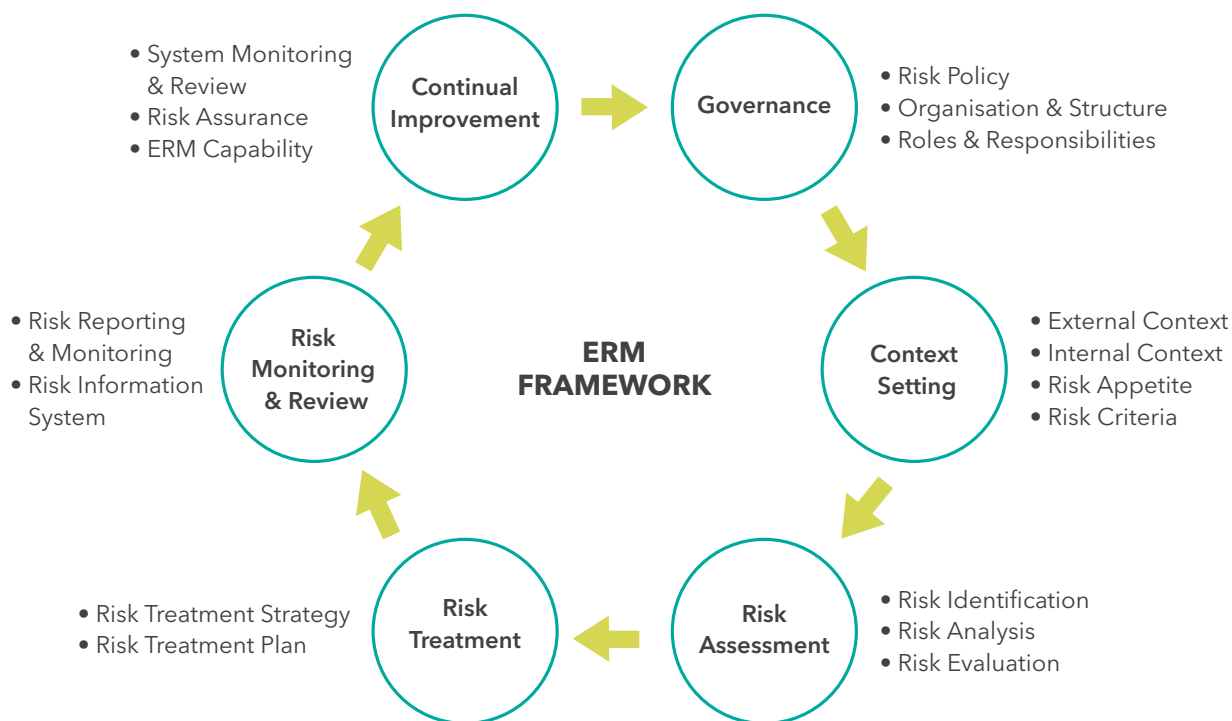 • System Monitoring
& Review
• Risk Assurance
• ERM Capability
Continual
Improvement
Governance
• Risk Policy
• Organisation & Structure
• Roles & Responsibilities
• Risk Reporting
& Monitoring
• Risk Information
System
Risk
Monitoring
& Review
ERM
FRAMEWORK
Context
Setting
• External Context
• Internal Context
• Risk Appetite
• Risk Criteria
• Risk Treatment Strategy
• Risk Treatment Plan
Risk
Treatment
Risk
Assessment
• Risk Identification
• Risk Analysis
• Risk Evaluation